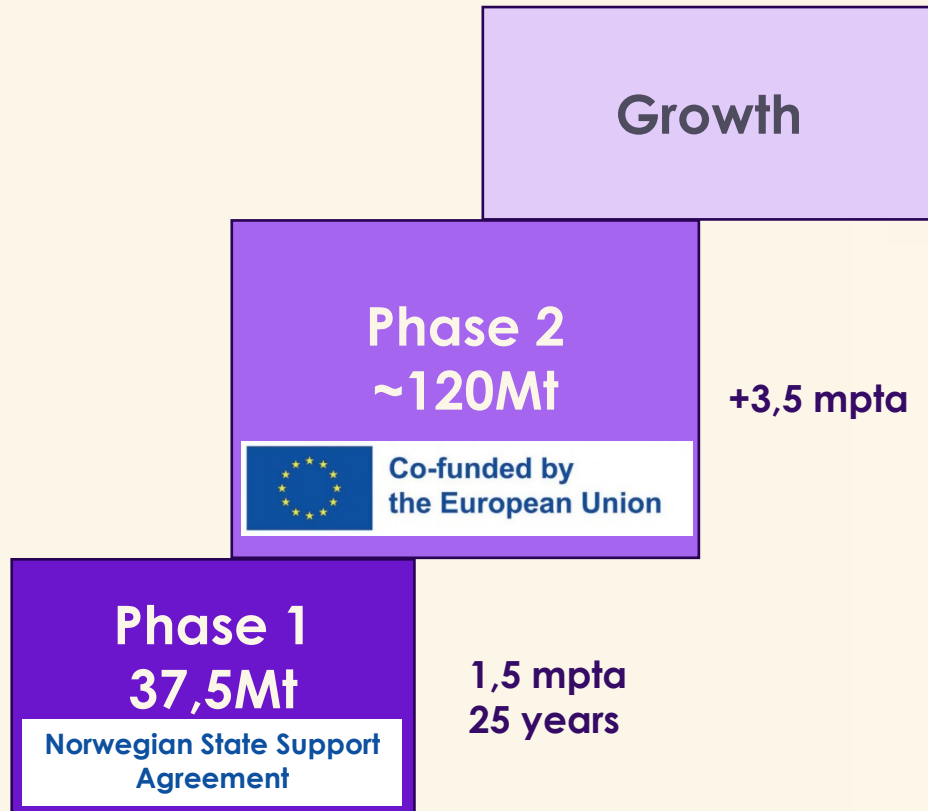 Growth
Phase 2
~120Mt
+3,5 mpta
Co-funded by
the European Union
Phase 1
37,5Mt
1,5 mpta
25 years
Norwegian State Support
Agreement